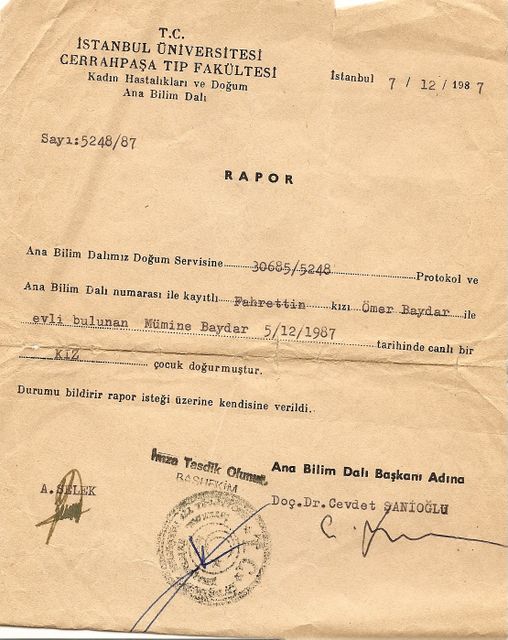 T.C.
İSTANBUL ÜNİVERSİTESİ
CERRAHPAŞA TIP FAKÜLTESİ
Kadın Hastalıkları ve Doğum
Ana Bilim Dalı
İstanbul 7 / 12 / 1987
Sayı:5248/87
RAPOR
Ana Bilim Dalımız Doğum Servisine 30685/5248 Protokol ve
Ana Bilim Dalı numarası ile kayıtlı Fahrettin kızı Ömer Baydar ile
evli bulunan Mümine Baydar 5/12/1987 tarihinde canlı bir
KIZ çocuk doğurmuştur.
Durumu bildirir rapor isteği üzerine kendisine verildi.
İmza Tasdik Olunur.
BAŞHEKİM
Ana Bilim Dalı Başkanı Adına
A.SELEK
Doç.Dr.Cevdet ŞANİOĞLU